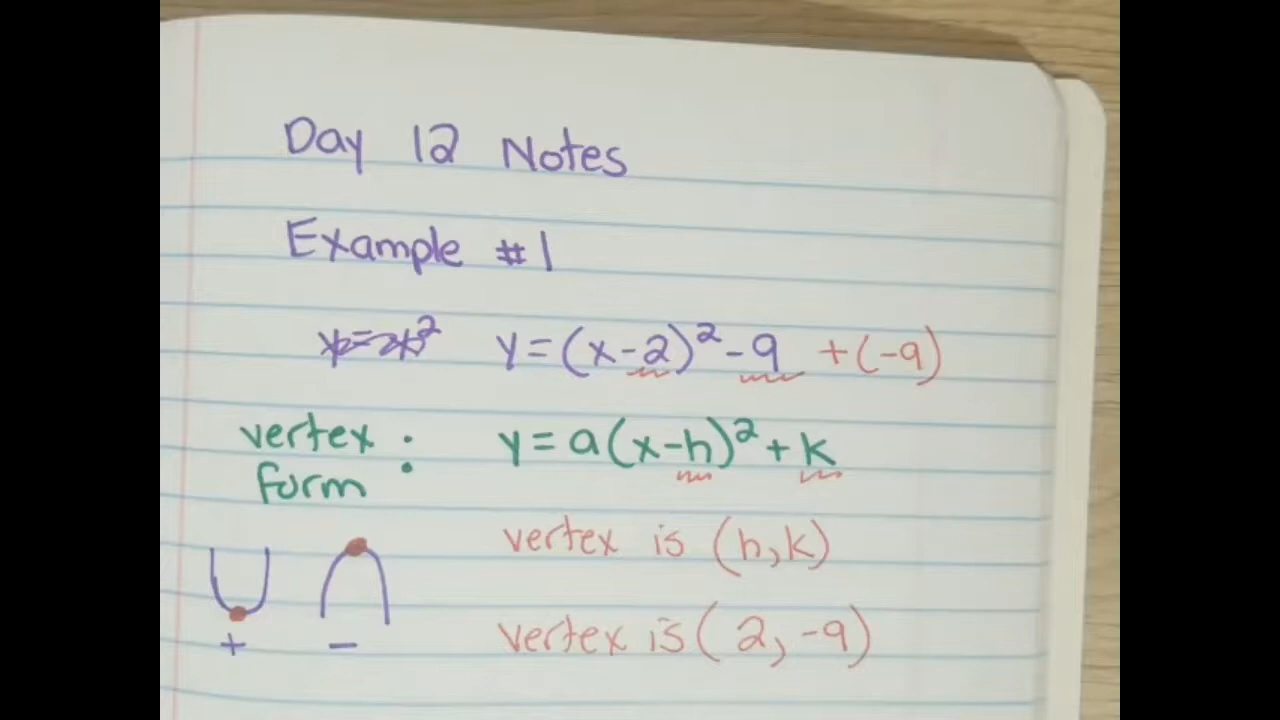 Day 12 Notes
Example #1
y=(x-2)²-9 +(-9)
vertex form: y=a(x-h)²+k
vertex is (h,k)
vertex is (2,-9)
+ −